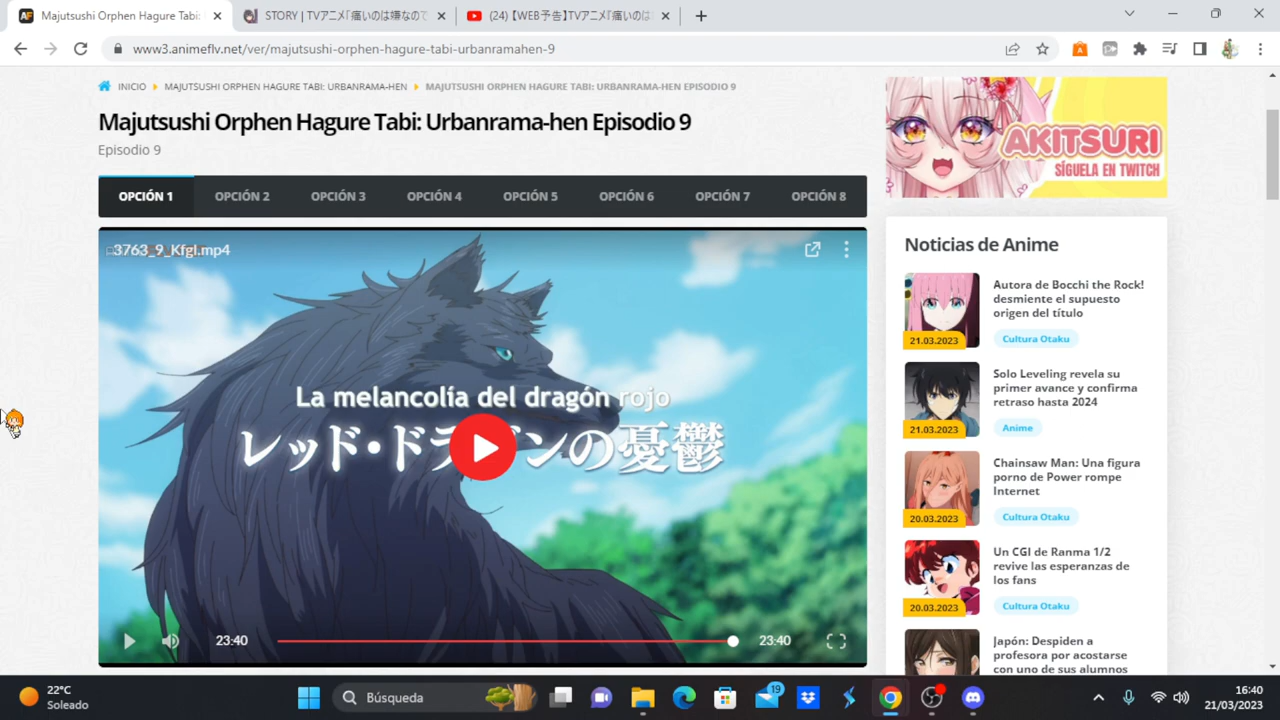 Majutsushi Orphen Hagure Tabi:
STORY | TVアニメ『痛いのは嫌なので
(24) 【WEB予告】TVアニメ『痛いのは
www3.animeflv.net/ver/majutsushi-orphen-hagure-tabi-urbanramahen-9
INICIO
MAJUTSUSHI ORPHEN HAGURE TABI: URBANRAMA-HEN
MAJUTSUSHI ORPHEN HAGURE TABI: URBANRAMA-HEN EPISODIO 9
Majutsushi Orphen Hagure Tabi: Urbanrama-hen Episodio 9
Episodio 9
OPCIÓN 1
OPCIÓN 2
OPCIÓN 3
OPCIÓN 4
OPCIÓN 5
OPCIÓN 6
OPCIÓN 7
OPCIÓN 8
3763_9_Kfgl.mp4
La melancolía del dragón rojo
レッド・ドラゴンの憂鬱
23:40
23:40
AKITSURI
SÍGUELA EN TWITCH
Noticias de Anime
Autora de Bocchi the Rock!
desmiente el supuesto
origen del título
21.03.2023
Cultura Otaku
Solo Leveling revela su
primer avance y confirma
retraso hasta 2024
21.03.2023
Anime
Chainsaw Man: Una figura
porno de Power rompe
Internet
20.03.2023
Cultura Otaku
Un CGI de Ranma 1/2
revive las esperanzas de
los fans
20.03.2023
Cultura Otaku
Japón: Despiden a
profesora por acostarse
con uno de sus alumnos
22°C
Soleado
Búsqueda
19
16:40
21/03/2023